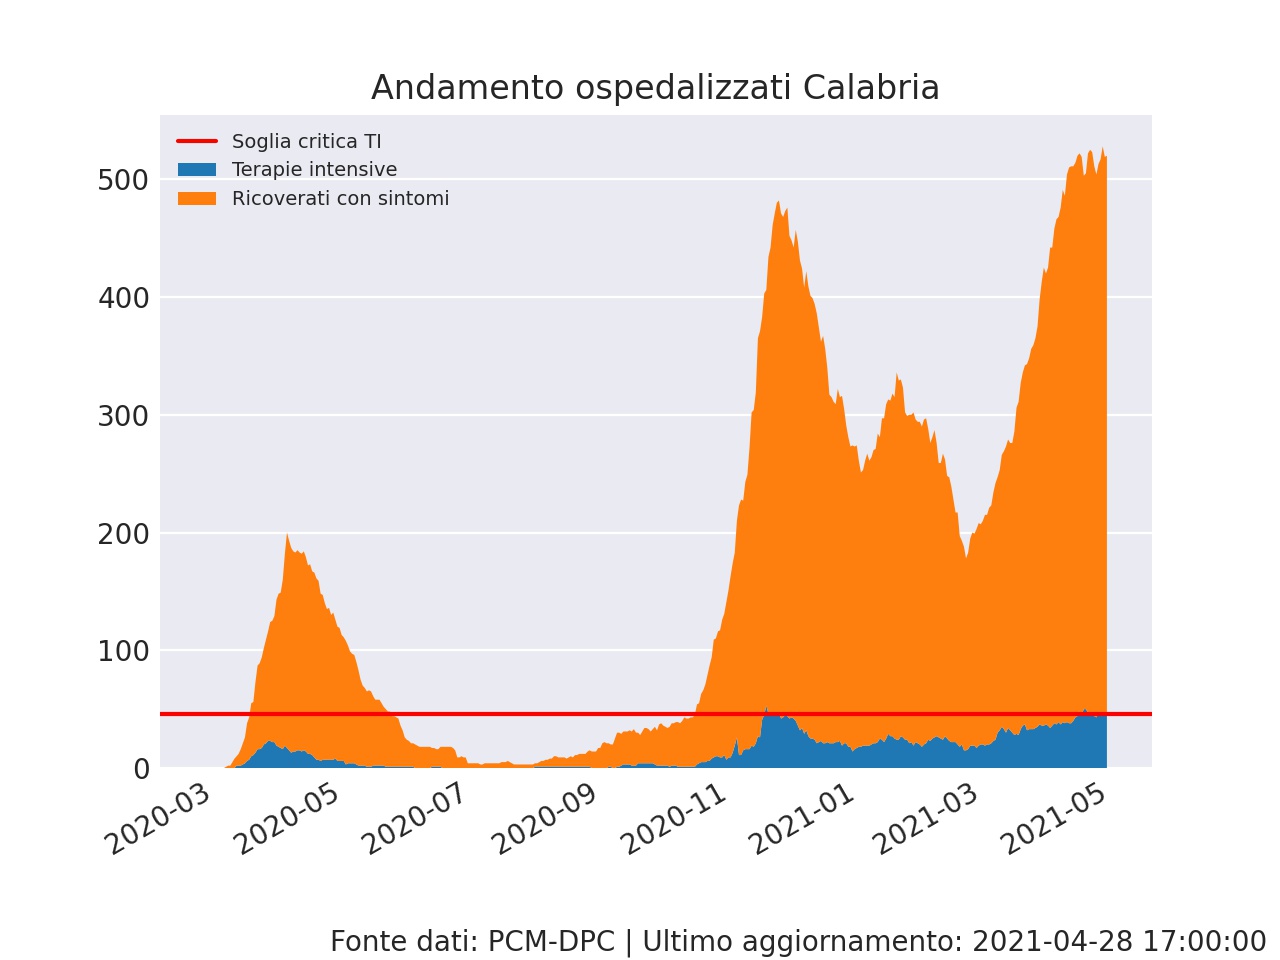 Andamento ospedalizzati Calabria
Soglia critica TI
Terapie intensive
Ricoverati con sintomi
500
400
300
200
100
0
2020-03
2020-05
2020-07
2020-09
2020-11
2021-01
2021-03
2021-05
Fonte dati: PCM-DPC | Ultimo aggiornamento: 2021-04-28 17:00:00